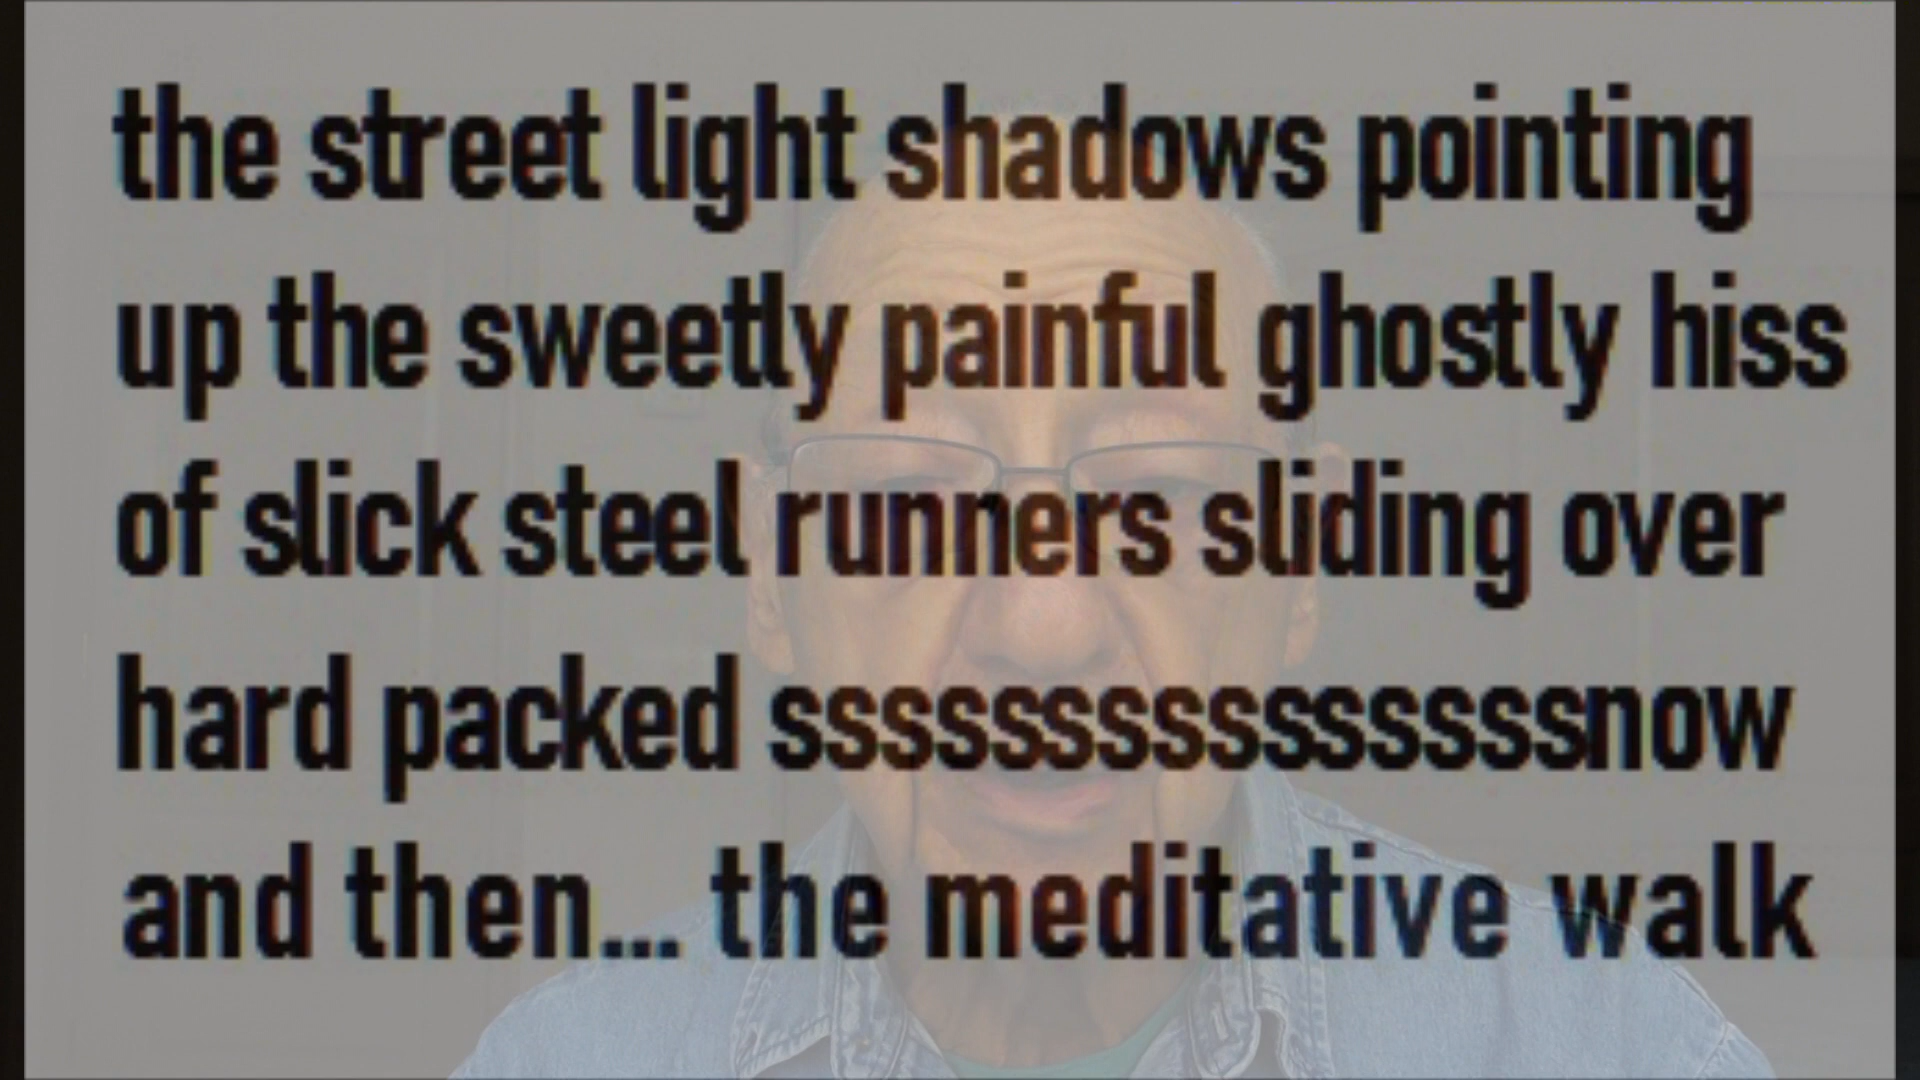 the street light shadows pointing
up the sweetly painful ghostly hiss
of slick steel runners sliding over
hard packed sssssssssssssssnow
and then... the meditative walk